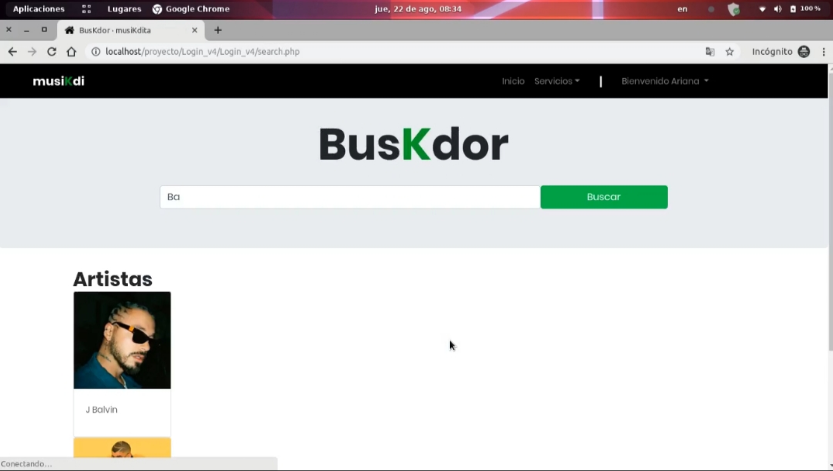 Aplicaciones Lugares Google Chrome jue, 22 de ago, 08:34 en 100 %
BusKdor - musiKdita
localhost/proyecto/Login_v4/Login_v4/search.php Incógnito
musiKdi Inicio Servicios Bienvenido Ariana
BusKdor
Ba Buscar
Artistas
J Balvin
Conectando...